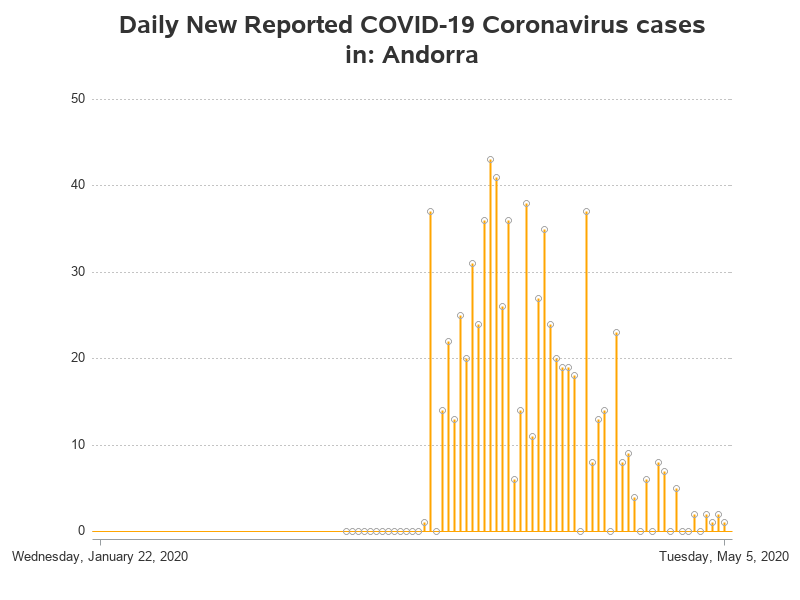 Daily New Reported COVID-19 Coronavirus cases
in: Andorra
50
40
30
20
10
0
Wednesday, January 22, 2020 Tuesday, May 5, 2020